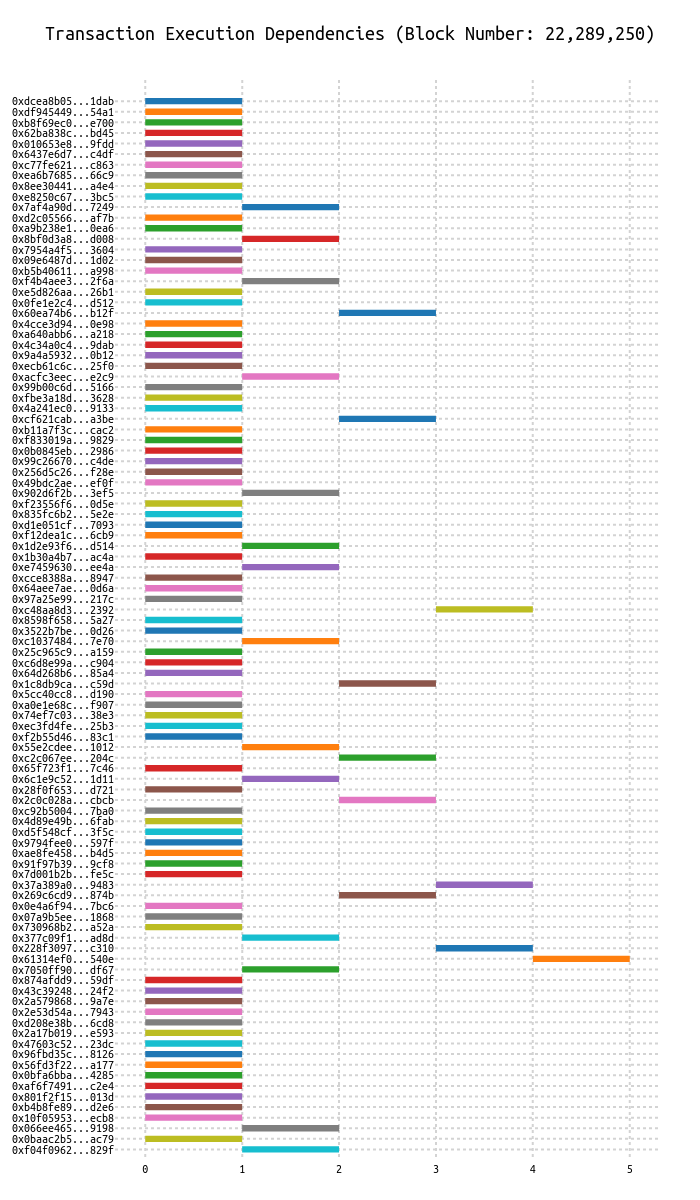 Transaction Execution Dependencies (Block Number: 22,289,250)
0xdcea8b05...1dab
0xdf945449...54a1
0xb8f69ec0...e700
0x62ba838c...bd45
0x010653e8...9fdd
0x6437e6d7...c4df
0xc77fe621...c863
0xea6b7685...66c9
0x8ee30441...a4e4
0xe8250c67...3bc5
0x7af4a90d...7249
0xd2c05566...af7b
0xa9b238e1...0ea6
0x8bf0d3a8...d008
0x7954a4f5...3604
0x09e6487d...1d02
0xb5b40611...a998
0xf4b4aee3...2f6a
0xe5d826aa...26b1
0x0fe1e2c4...d512
0x60ea74b6...b12f
0x4cce3d94...0e98
0xa640abb6...a218
0x4c34a0c4...9dab
0x9a4a5932...0b12
0xecb61c6c...25f0
0xacfc3eec...e2c9
0x99b00c6d...5166
0xfbe3a18d...3628
0x4a241ec0...9133
0xcf621cab...a3be
0xb11a7f3c...cac2
0xf833019a...9829
0x0b0845eb...2986
0x99c26670...c4de
0x256d5c26...f28e
0x49bdc2ae...ef0f
0x902d6f2b...3ef5
0xf23556f6...0d5e
0x835fc6b2...5e2e
0xd1e051cf...7093
0xf12dea1c...6cb9
0x1d2e93f6...d514
0x1b30a4b7...ac4a
0xe7459630...ee4a
0xcce8388a...8947
0x64aee7ae...0d6a
0x97a25e99...217c
0xc48aa8d3...2392
0x8598f658...5a27
0x3522b7be...0d26
0xc1037484...7e70
0x25c965c9...a159
0xc6d8e99a...c904
0x64d268b6...85a4
0x1c8db9ca...c59d
0x5cc40cc8...d190
0xa0e1e68c...f907
0x74ef7c03...38e3
0xec3fd4fe...25b3
0xf2b55d46...83c1
0x55e2cdee...1012
0xc2c067ee...204c
0x65f723f1...7c46
0x6c1e9c52...1d11
0x28f0f653...d721
0x2c0c028a...cbcb
0xc92b5004...7ba0
0x4d89e49b...6fab
0xd5f548cf...3f5c
0x9794fee0...597f
0xae8fe458...b4d5
0x91f97b39...9cf8
0x7d001b2b...fe5c
0x37a389a0...9483
0x269c6cd9...874b
0x0e4a6f94...7bc6
0x07a9b5ee...1868
0x730968b2...a52a
0x377c09f1...ad8d
0x228f3097...c310
0x61314ef0...540e
0x7050ff90...df67
0x874afdd9...59df
0x43c39248...24f2
0x2a579868...9a7e
0x2e53d54a...7943
0xd208e38b...6cd8
0x2a17b019...e593
0x47603c52...23dc
0x96fbd35c...8126
0x56fd3f22...a177
0x0bfa6bba...4285
0xaf6f7491...c2e4
0x801f2f15...013d
0xb4b8fe89...d2e6
0x10f05953...ecb8
0x066ee465...9198
0x0baac2b5...ac79
0xf04f0962...829f
0 1 2 3 4 5